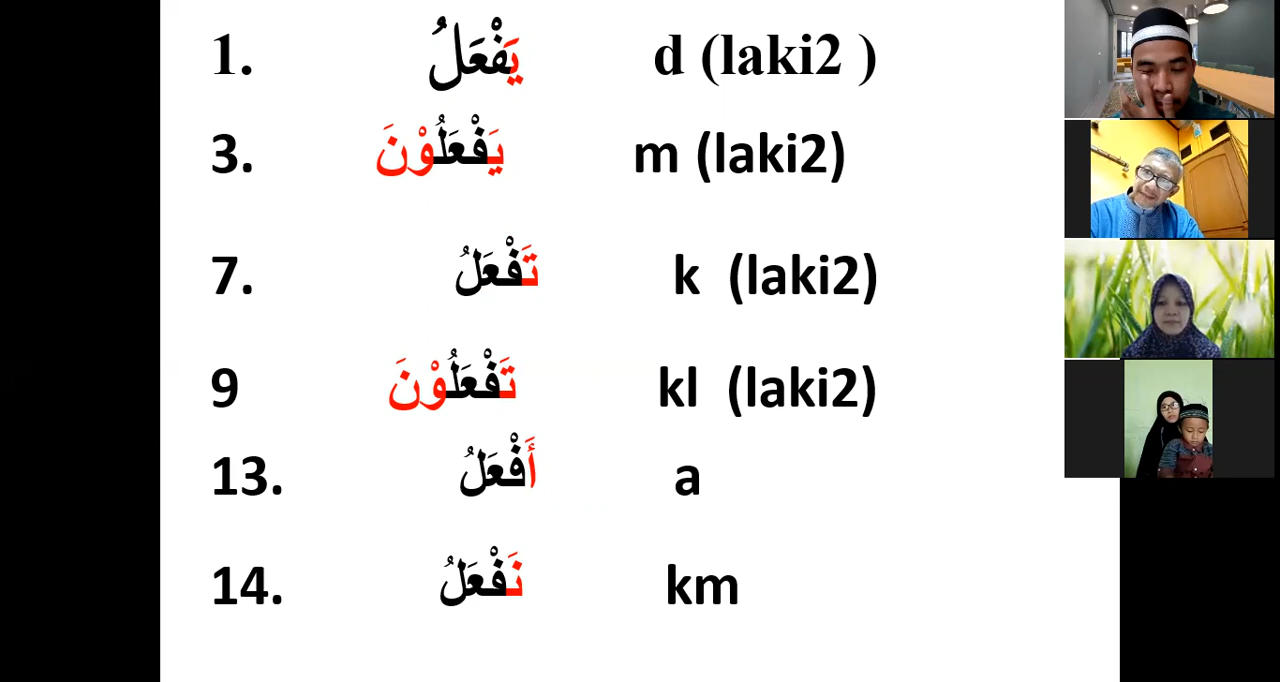 1. يَفْعَلُ d (laki2 )
3. يَفْعَلُوْنَ m (laki2)
7. تَفْعَلُ k (laki2)
9 تَفْعَلُوْنَ kl (laki2)
13. أَفْعَلُ a
14. نَفْعَلُ km